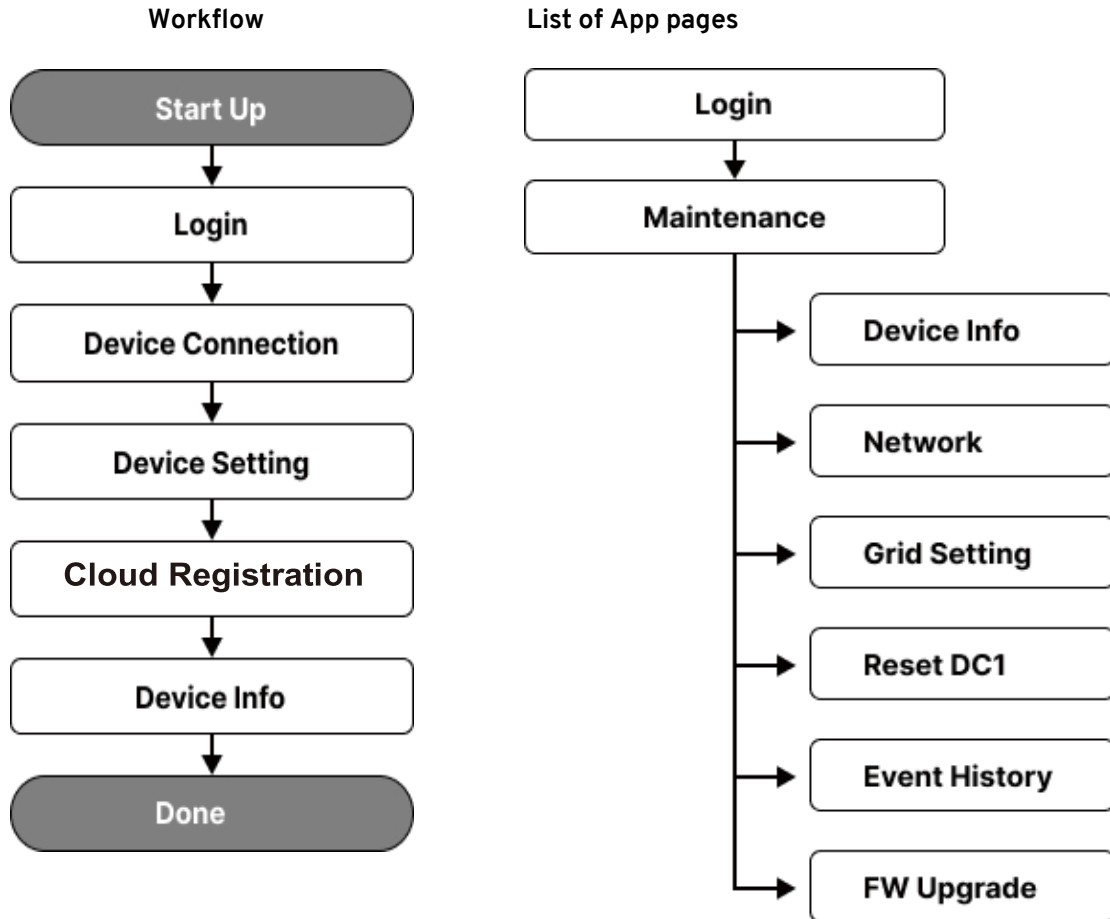 Workflow
Start Up
Login
Device Connection
Device Setting
Cloud Registration
Device Info
Done
List of App pages
Login
Maintenance
Device Info
Network
Grid Setting
Reset DC1
Event History
FW Upgrade